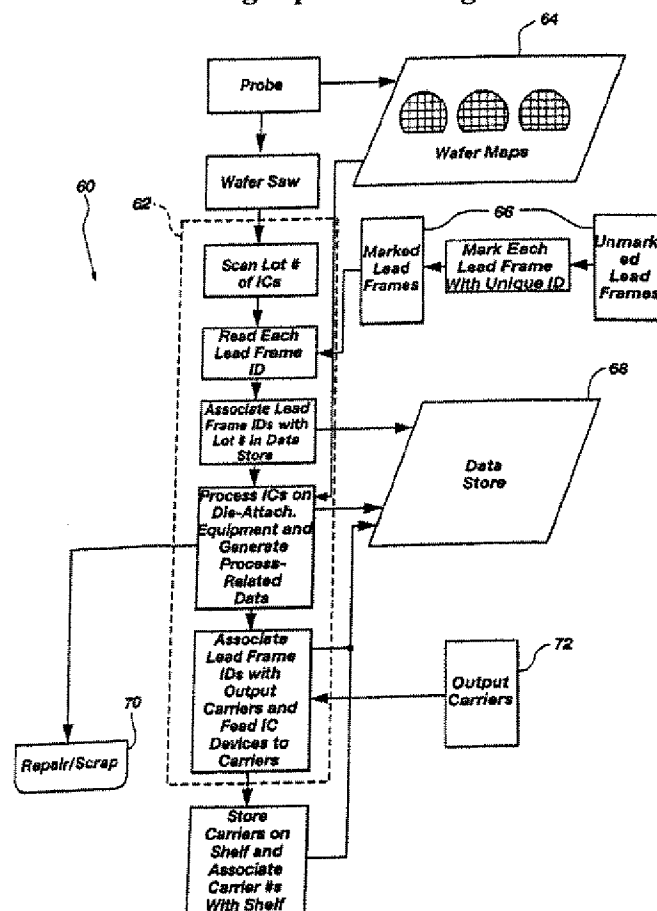 64
Probe
Wafer Maps
Wafer Saw
60
62
66
Scan Lot #
of ICs
Marked
Lead
Frames
Mark Each
Lead Frame
With Unique ID
Unmark
ed
Lead
Frames
Read Each
Lead Frame
ID
68
Associate Lead
Frame IDs with
Lot # in Data
Store
Data
Store
Process ICs on
Die-Attach.
Equipment and
Generate
Process-
Related
Data
Associate
Lead Frame
IDs with
Output
Carriers and
Feed IC
Devices to
Carriers
72
Output
Carriers
70
Repair/Scrap
Store
Carriers on
Shelf and
Associate
Carrier #s
With Shelf